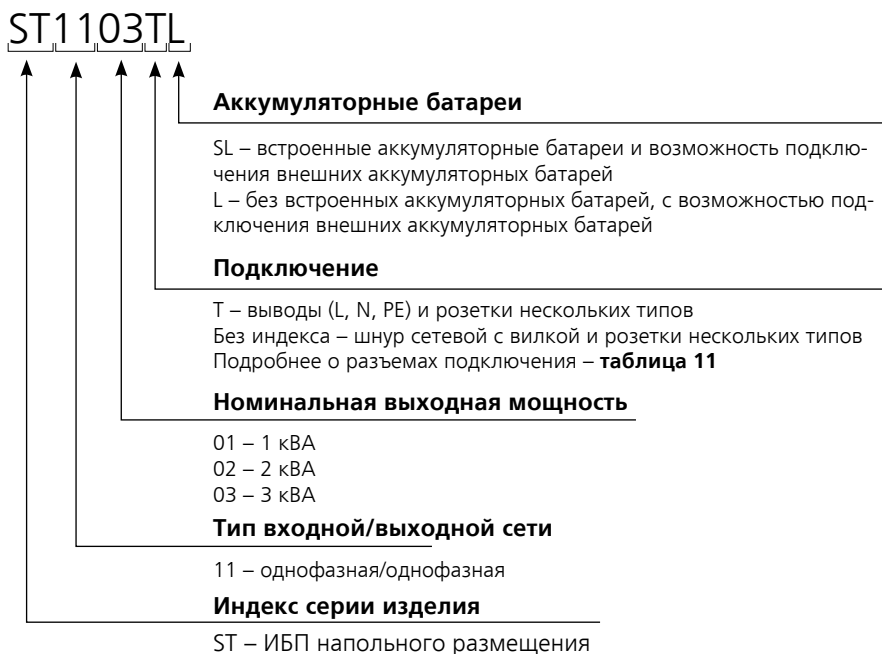 ST1103TL
Аккумуляторные батареи
SL – встроенные аккумуляторные батареи и возможность подклю-
чения внешних аккумуляторных батарей
L – без встроенных аккумуляторных батарей, с возможностью под-
ключения внешних аккумуляторных батарей
Подключение
Т – выводы (L, N, PE) и розетки нескольких типов
Без индекса – шнур сетевой с вилкой и розетки нескольких типов
Подробнее о разъемах подключения – таблица 11
Номинальная выходная мощность
01 – 1 кВА
02 – 2 кВА
03 – 3 кВА
Тип входной/выходной сети
11 – однофазная/однофазная
Индекс серии изделия
ST – ИБП напольного размещения